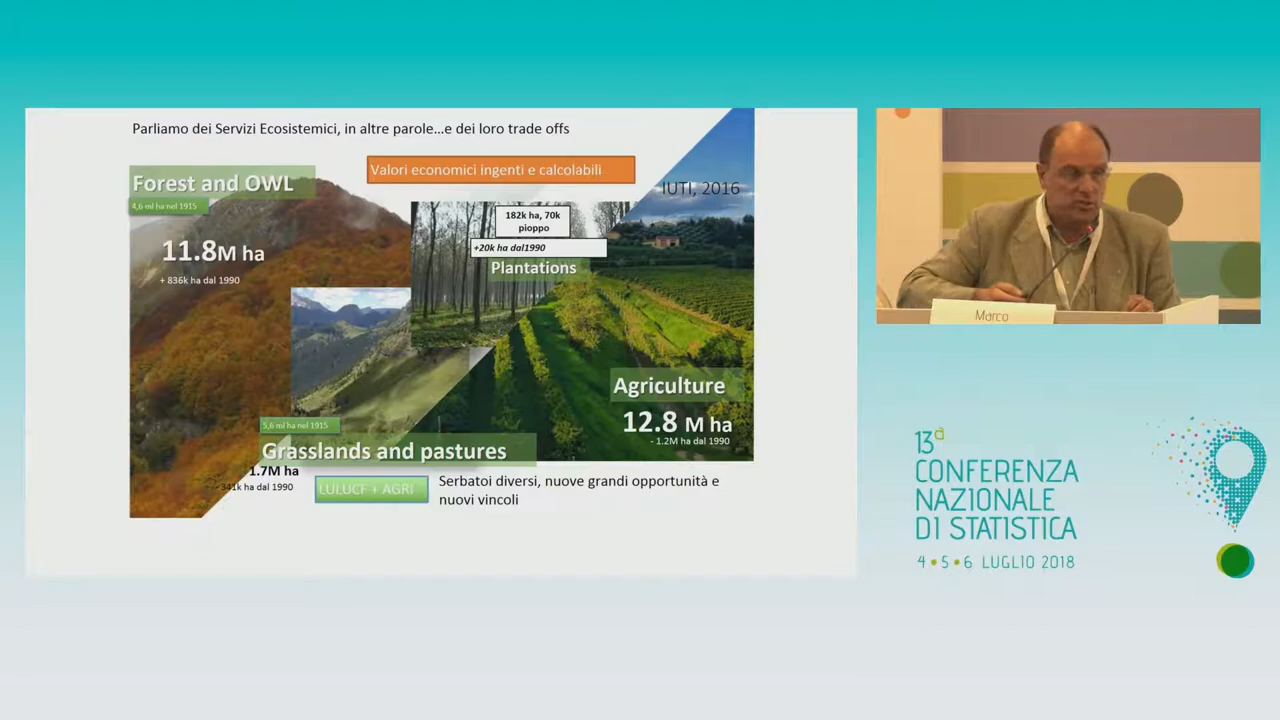 Parliamo dei Servizi Ecosistemici, in altre parole…e dei loro trade offs
Valori economici ingenti e calcolabili
Forest and OWL
4,6 ml ha nel 1915
IUTI, 2016
11.8M ha
+ 836k ha dal 1990
182k ha, 70k
pioppo
+20k ha dal1990
Plantations
Agriculture
12.8 M ha
- 1.2M ha dal 1990
5,6 ml ha nel 1915
Grasslands and pastures
1.7M ha
- 341k ha dal 1990
LULUCF + AGRI
Serbatoi diversi, nuove grandi opportunità e
nuovi vincoli
Marco
13a
CONFERENZA
NAZIONALE
DI STATISTICA
4 • 5 • 6 LUGLIO 2018